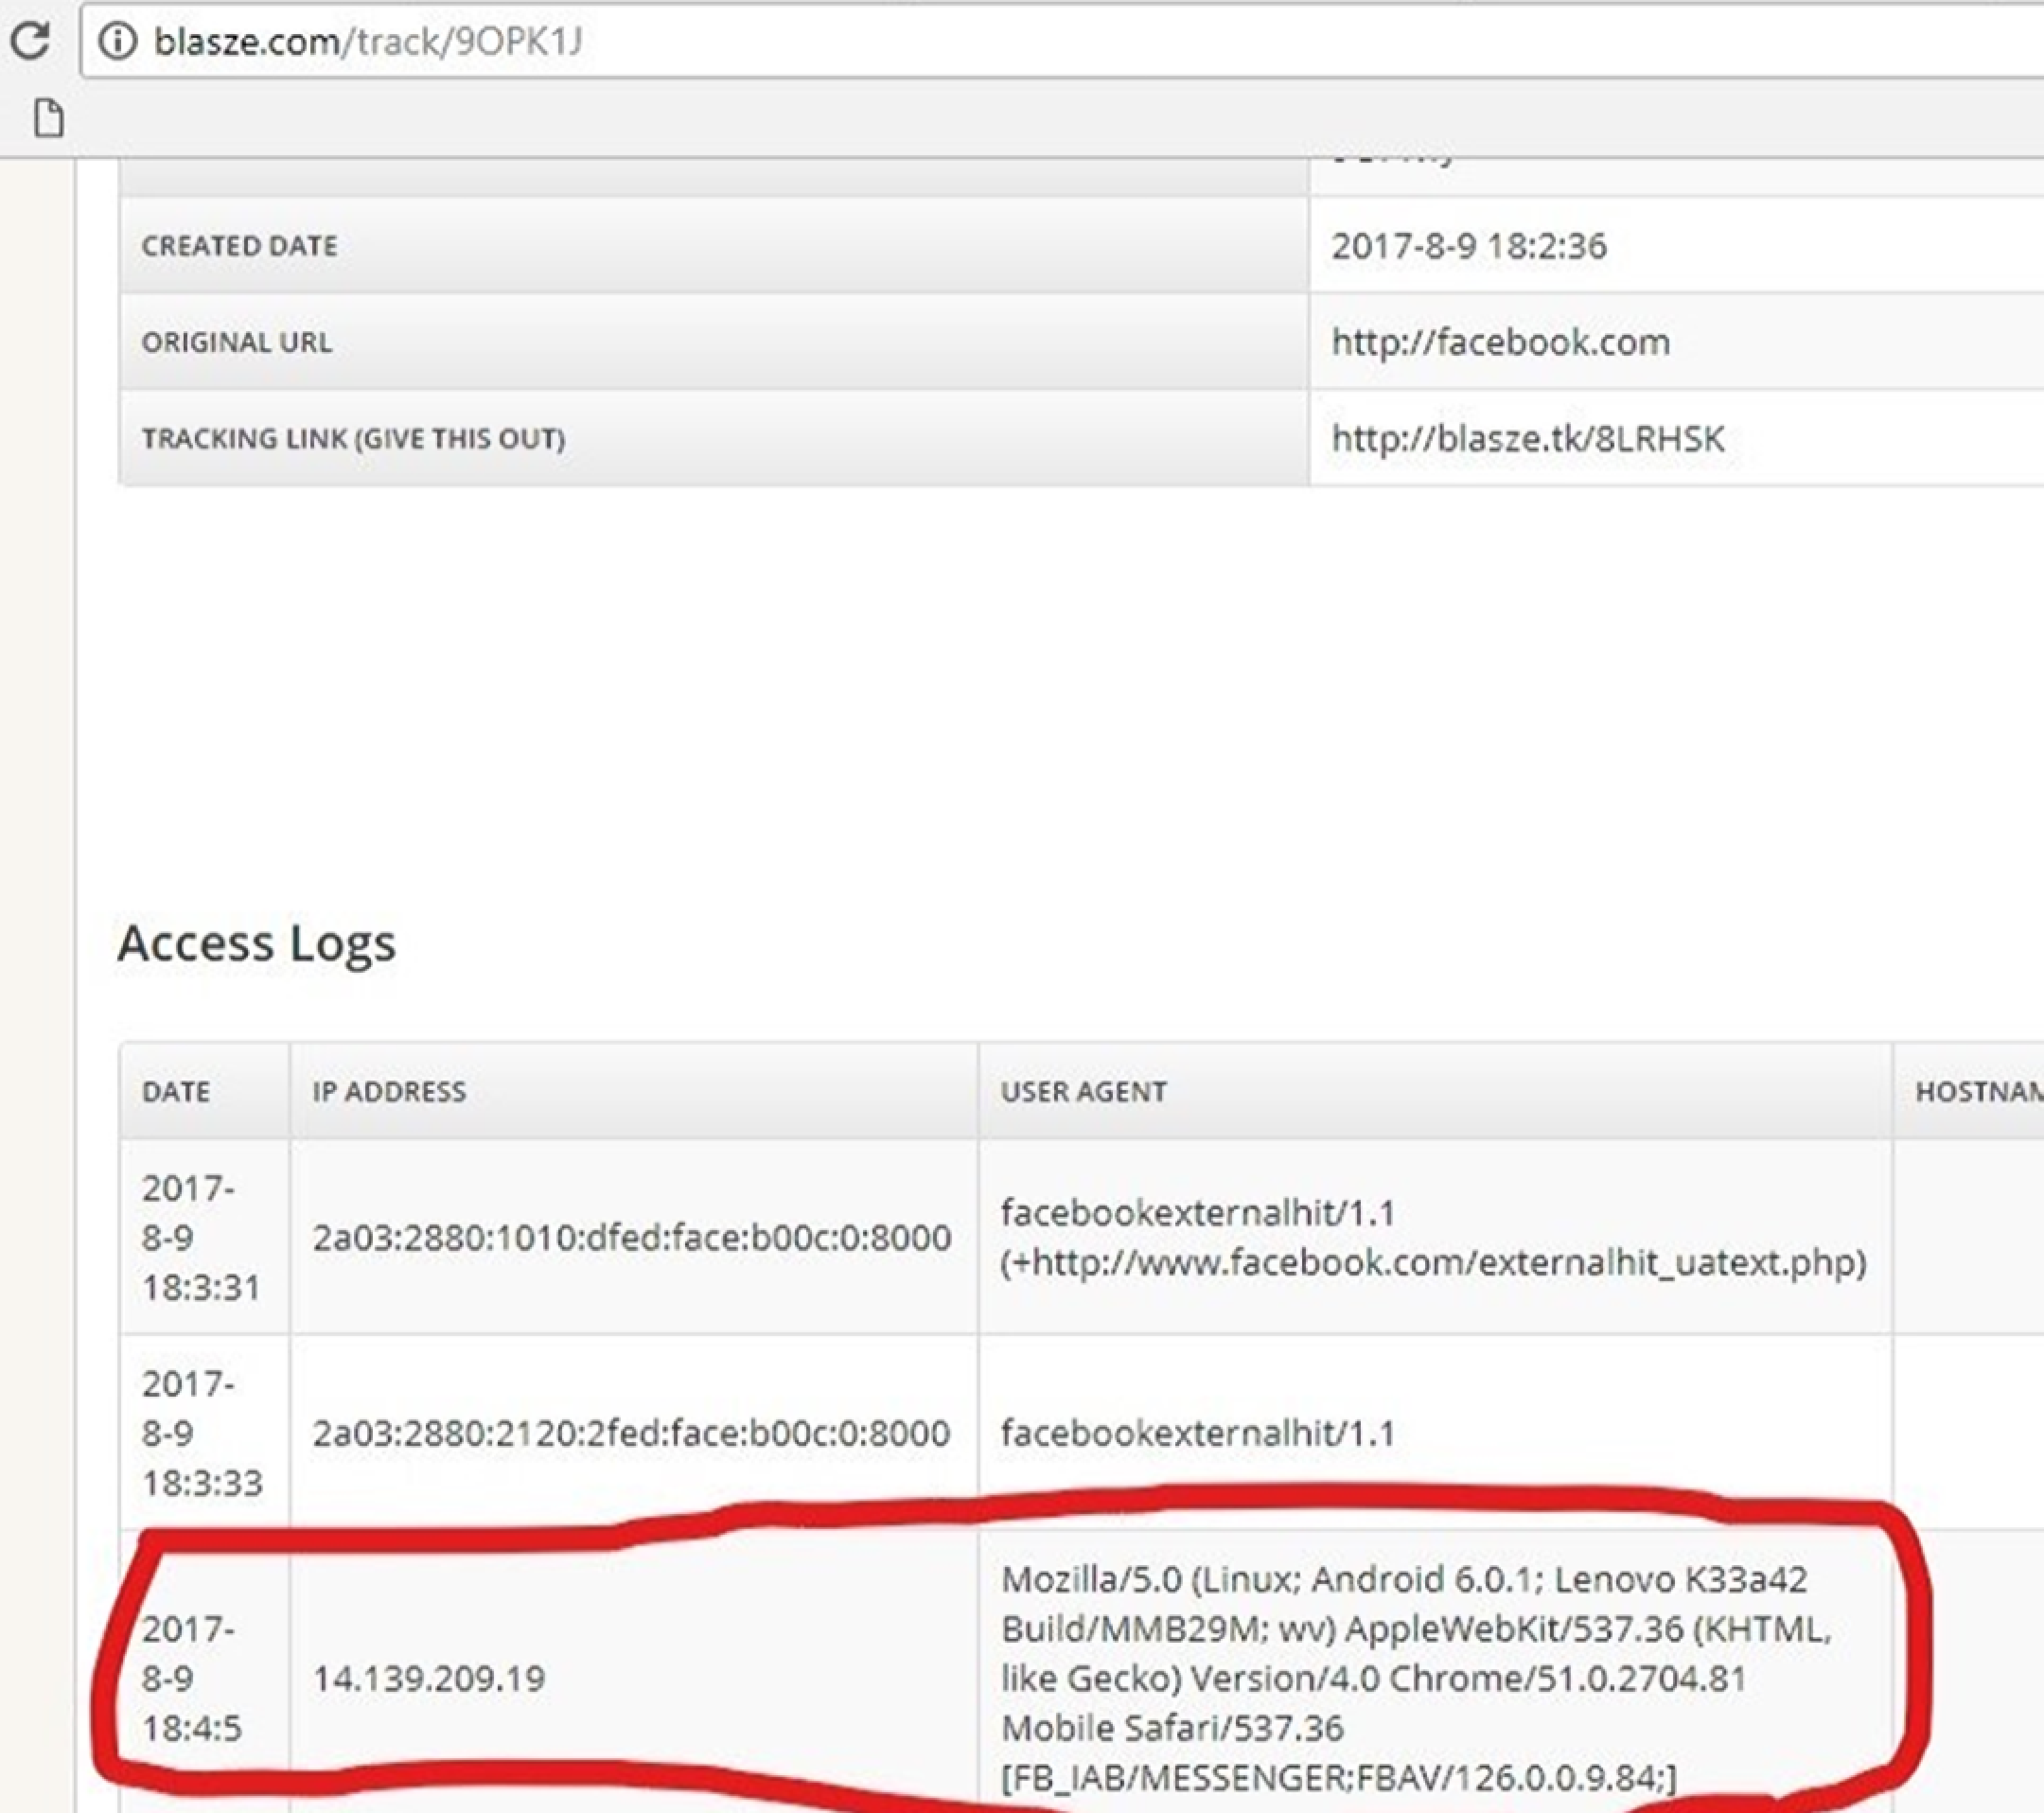 blasze.com/track/9OPK1J
CREATED DATE
2017-8-9 18:2:36
ORIGINAL URL
http://facebook.com
TRACKING LINK (GIVE THIS OUT)
http://blasze.tk/8LRHSK
Access Logs
DATE
IP ADDRESS
USER AGENT
HOSTNAM
2017-
8-9
18:3:31
2a03:2880:1010:dfed:face:b00c:0:8000
facebookexternalhit/1.1
(+http://www.facebook.com/externalhit_uatext.php)
2017-
8-9
18:3:33
2a03:2880:2120:2fed:face:b00c:0:8000
facebookexternalhit/1.1
2017-
8-9
18:4:5
14.139.209.19
Mozilla/5.0 (Linux; Android 6.0.1; Lenovo K33a42
Build/MMB29M; wv) AppleWebKit/537.36 (KHTML,
like Gecko) Version/4.0 Chrome/51.0.2704.81
Mobile Safari/537.36
[FB_IAB/MESSENGER;FBAV/126.0.0.9.84;]